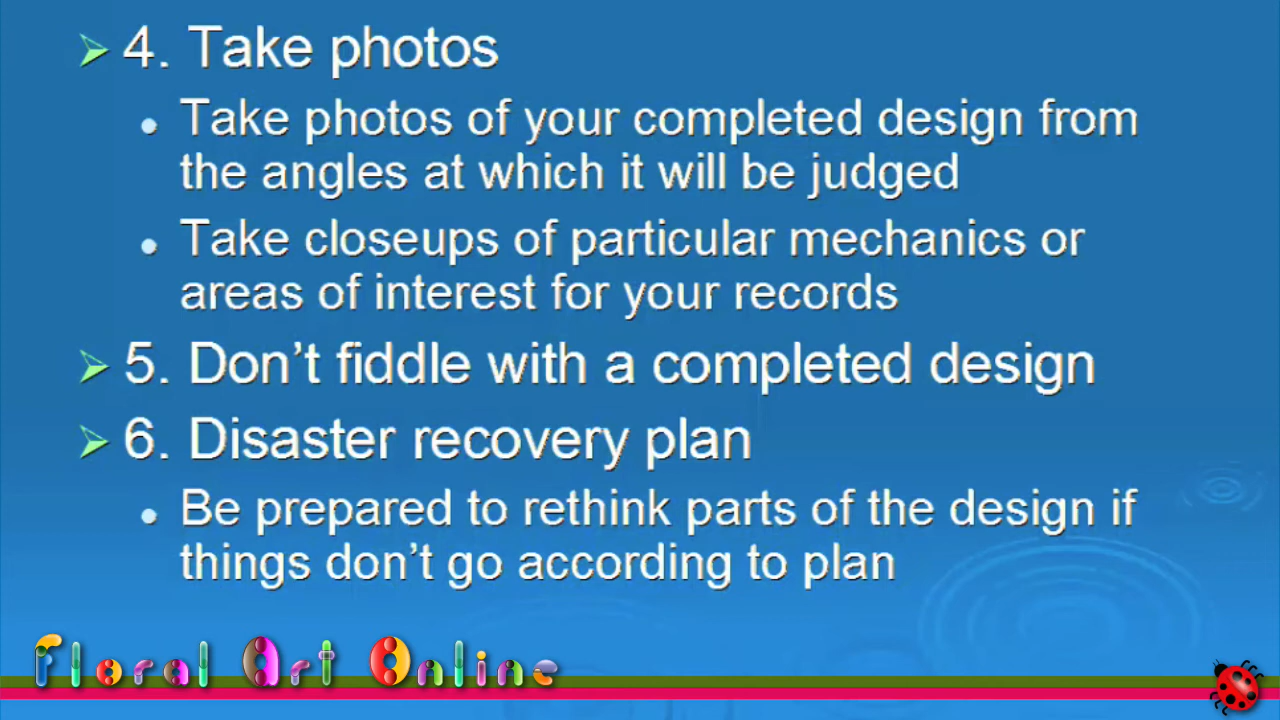 4. Take photos
Take photos of your completed design from
the angles at which it will be judged
Take closeups of particular mechanics or
areas of interest for your records
5. Don’t fiddle with a completed design
6. Disaster recovery plan
Be prepared to rethink parts of the design if
things don’t go according to plan
Floral Art Online